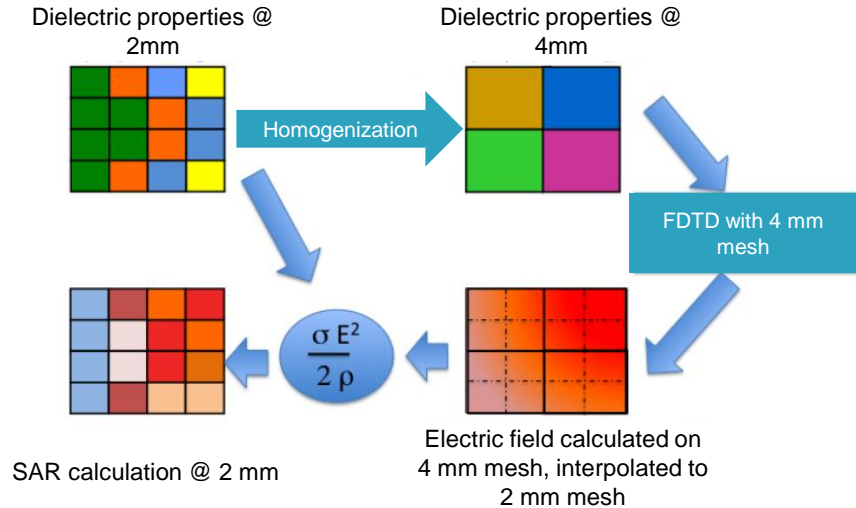 Dielectric properties @
2mm
Dielectric properties @
4mm
Homogenization
FDTD with 4 mm
mesh
σ E²
2 ρ
SAR calculation @ 2 mm
Electric field calculated on
4 mm mesh, interpolated to
2 mm mesh